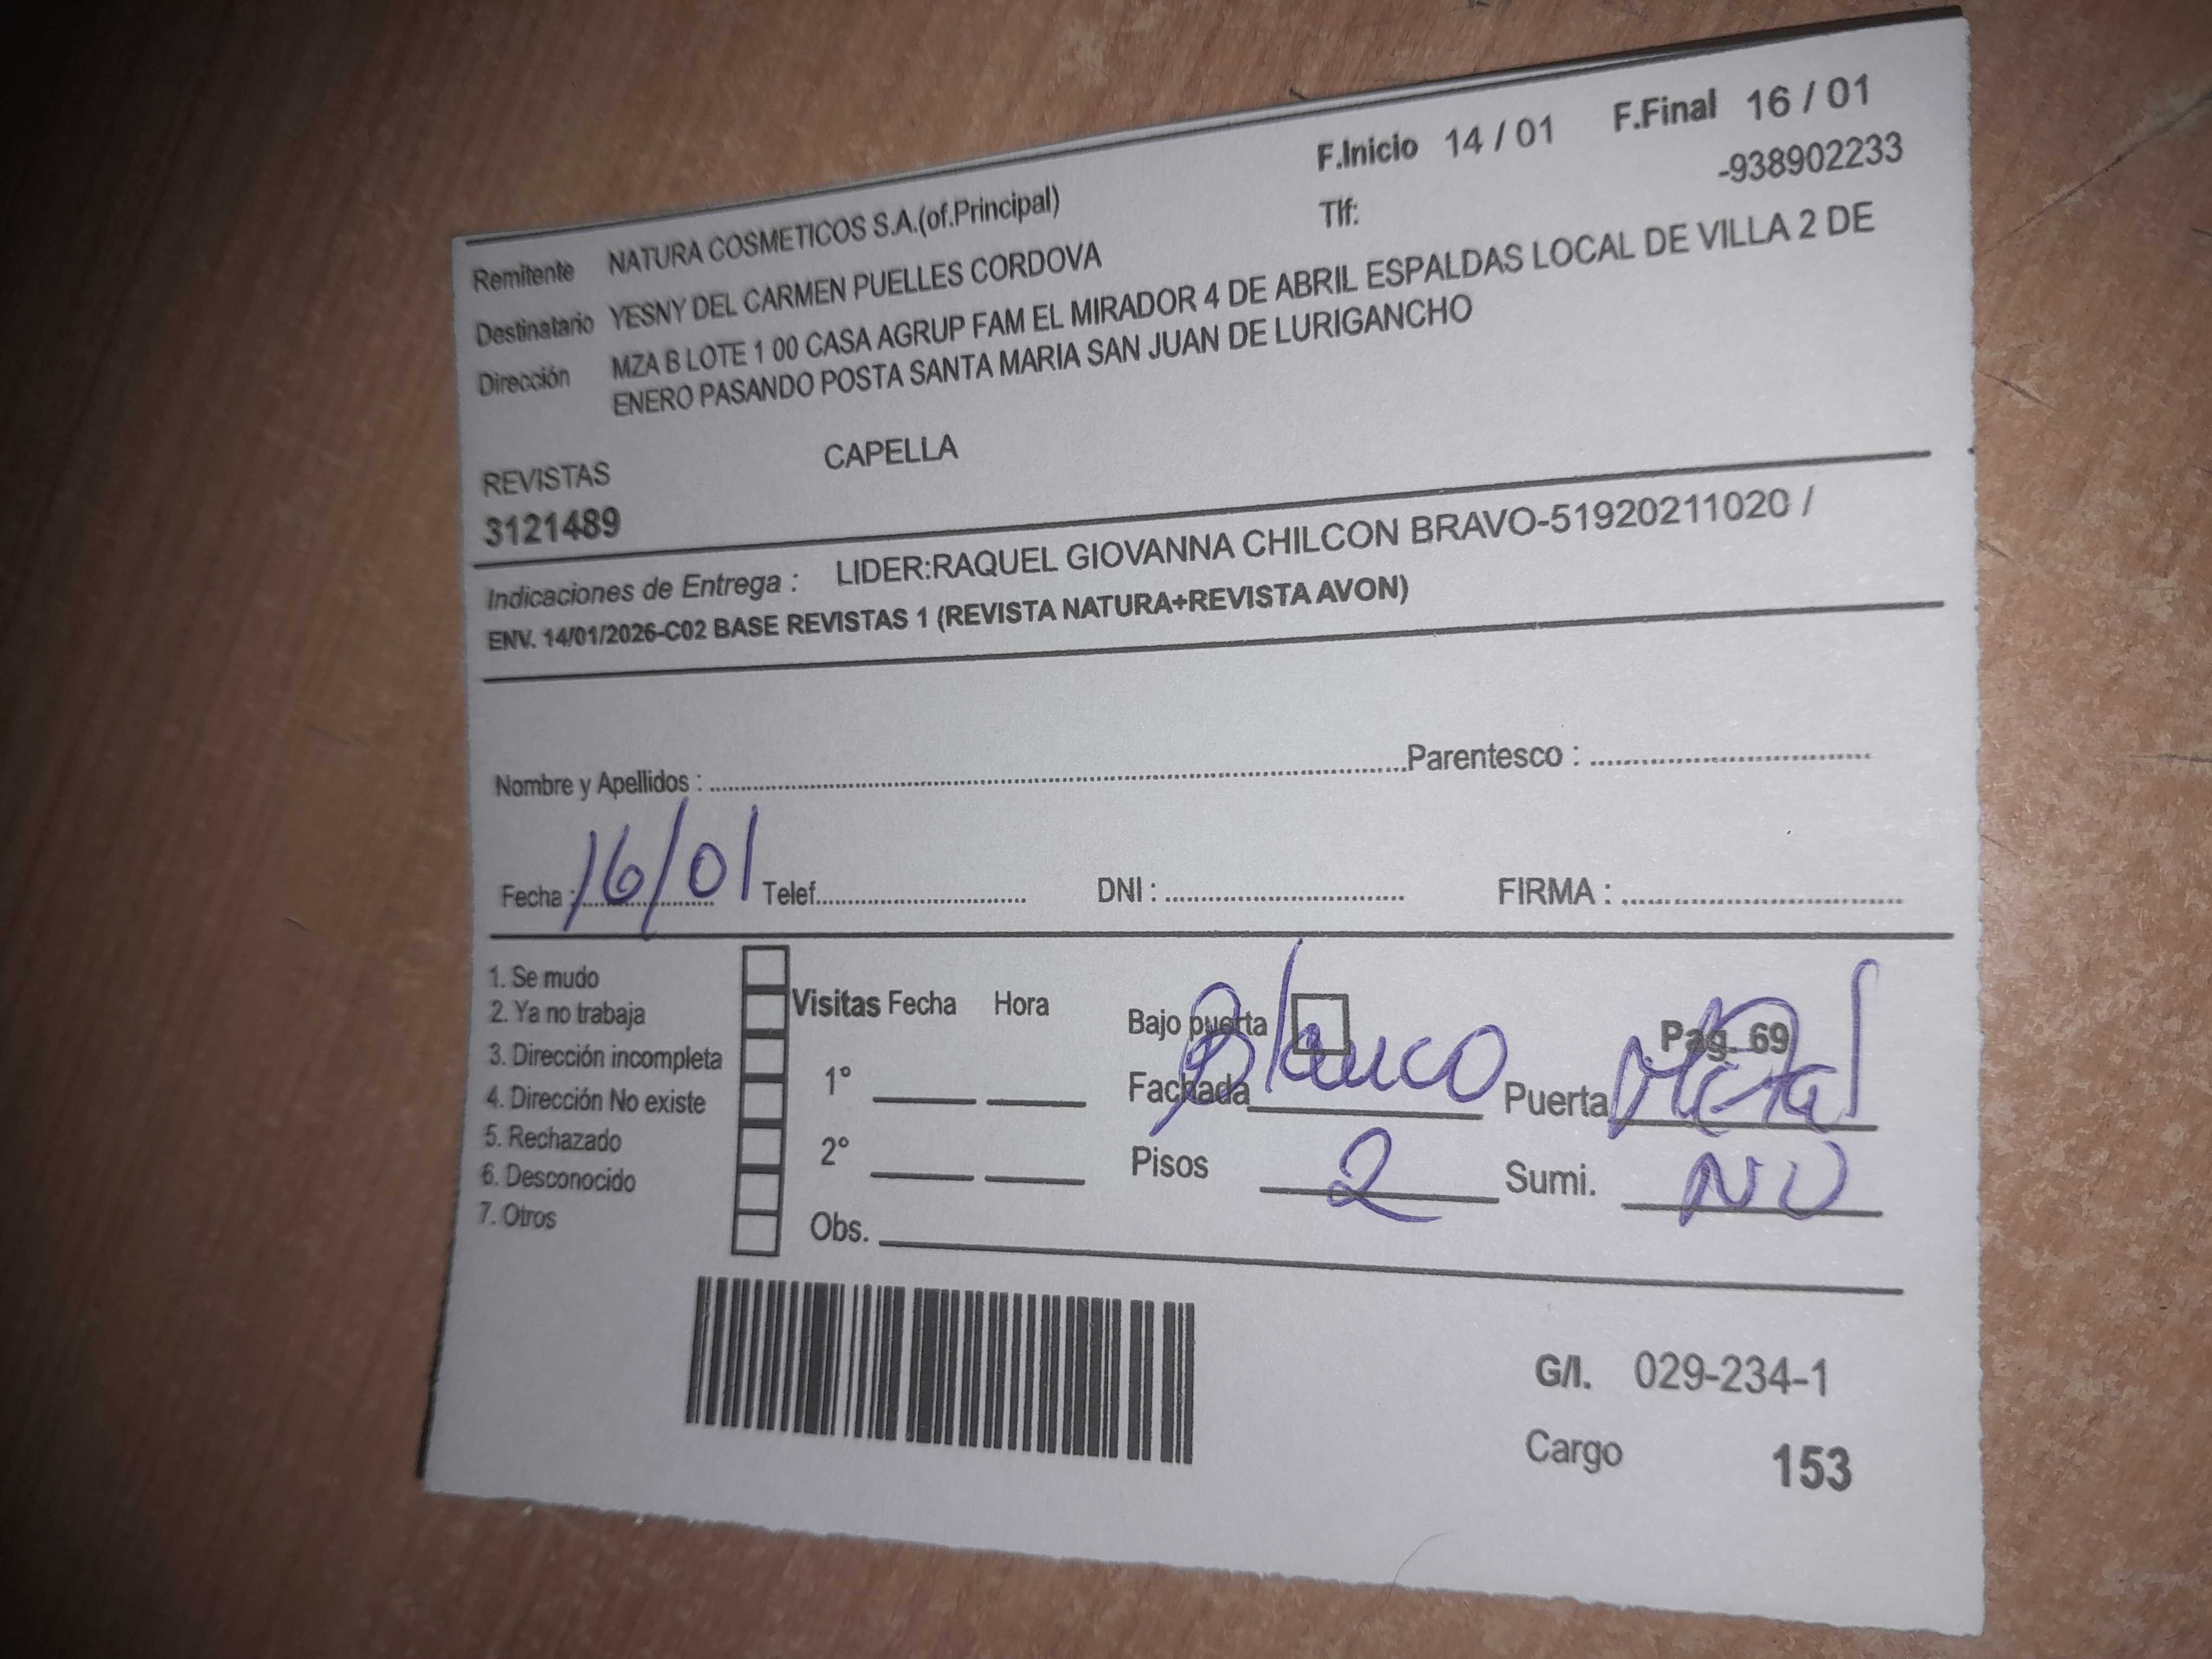 F.Inicio 14 / 01 F.Final 16 / 01
Remitente NATURA COSMETICOS S.A.(of.Principal) Tlf: -938902233
Destinatario YESNY DEL CARMEN PUELLES CORDOVA
Dirección MZA B LOTE 1 00 CASA AGRUP FAM EL MIRADOR 4 DE ABRIL ESPALDAS LOCAL DE VILLA 2 DE
ENERO PASANDO POSTA SANTA MARIA SAN JUAN DE LURIGANCHO
REVISTAS CAPELLA
3121489
Indicaciones de Entrega : LIDER:RAQUEL GIOVANNA CHILCON BRAVO-51920211020 /
ENV. 14/01/2026-C02 BASE REVISTAS 1 (REVISTA NATURA+REVISTA AVON)
Nombre y Apellidos : Parentesco :
Fecha : 16/01 Telef. DNI : FIRMA :
1. Se mudo
2. Ya no trabaja
3. Dirección incompleta
4. Dirección No existe
5. Rechazado
6. Desconocido
7. Otros
Visitas Fecha Hora
1°
2°
Obs.
Bajo puerta Pag. 69
Fachada Blanco Puerta Metal
Pisos 2 Sumi. NO
G/I. 029-234-1
Cargo 153